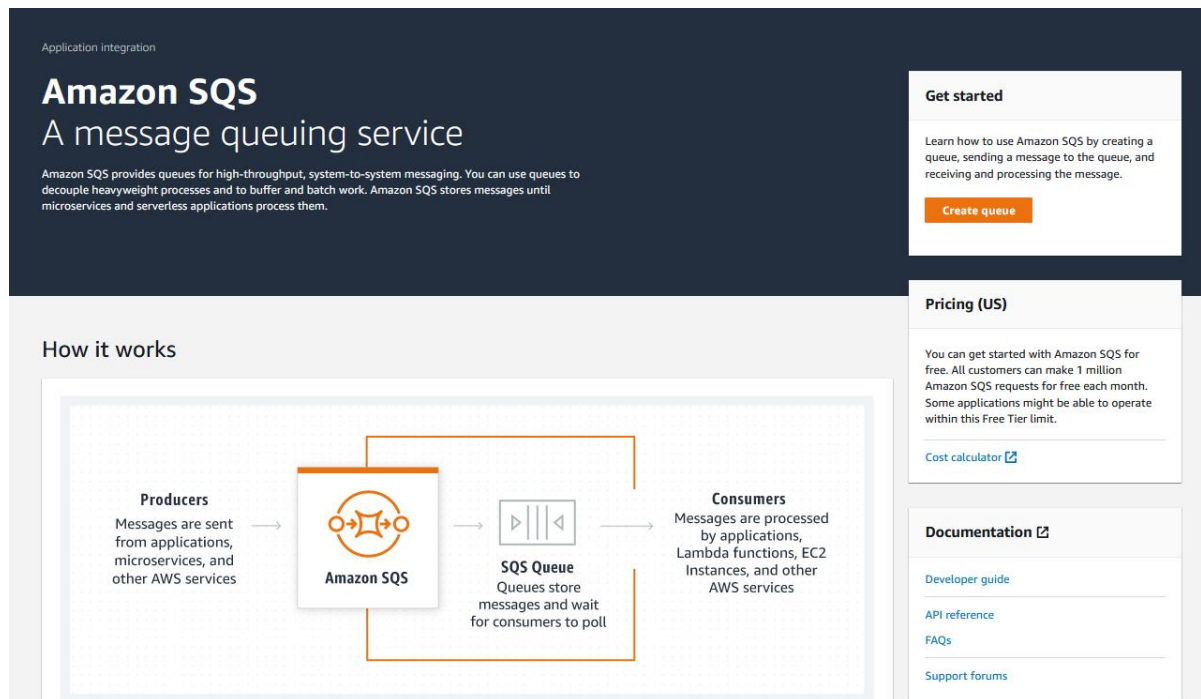 Application integration
Amazon SQS
A message queuing service
Amazon SQS provides queues for high-throughput, system-to-system messaging. You can use queues to
decouple heavyweight processes and to buffer and batch work. Amazon SQS stores messages until
microservices and serverless applications process them.
Get started
Learn how to use Amazon SQS by creating a
queue, sending a message to the queue, and
receiving and processing the message.
Create queue
Pricing (US)
You can get started with Amazon SQS for
free. All customers can make 1 million
Amazon SQS requests for free each month.
Some applications might be able to operate
within this Free Tier limit.
Cost calculator
How it works
Producers
Messages are sent
from applications,
microservices, and
other AWS services
Amazon SQS
SQS Queue
Queues store
messages and wait
for consumers to poll
Consumers
Messages are processed
by applications,
Lambda functions, EC2
Instances, and other
AWS services
Documentation
Developer guide
API reference
FAQs
Support forums